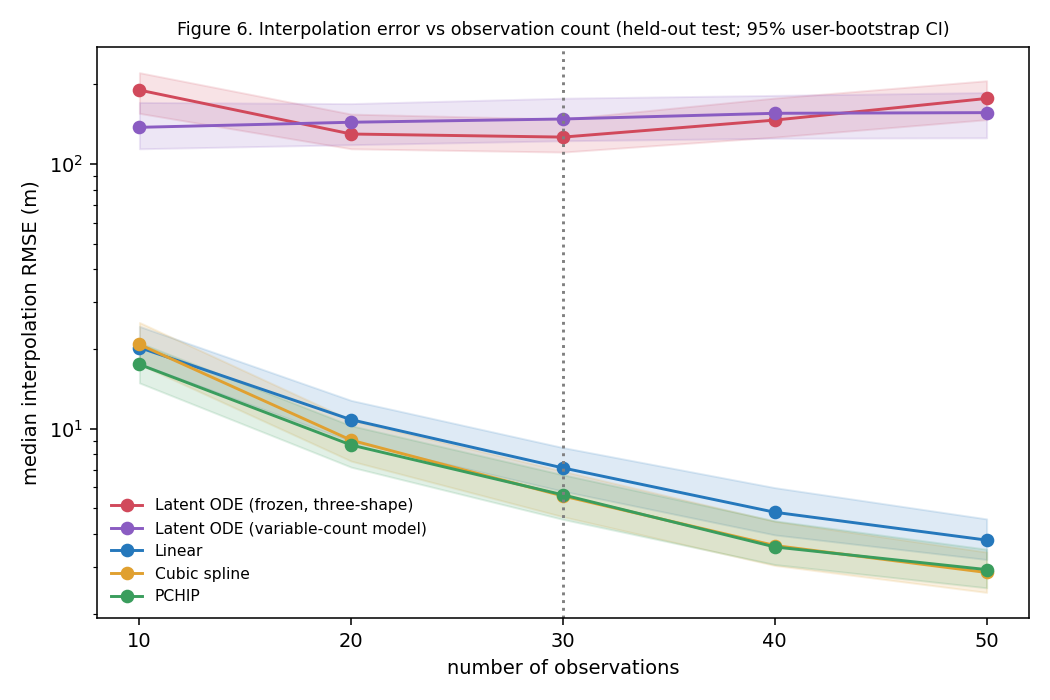 Figure 6. Interpolation error vs observation count (held-out test; 95% user-bootstrap CI)
median interpolation RMSE (m)
10²
10¹
Latent ODE (frozen, three-shape)
Latent ODE (variable-count model)
Linear
Cubic spline
PCHIP
10 20 30 40 50
number of observations